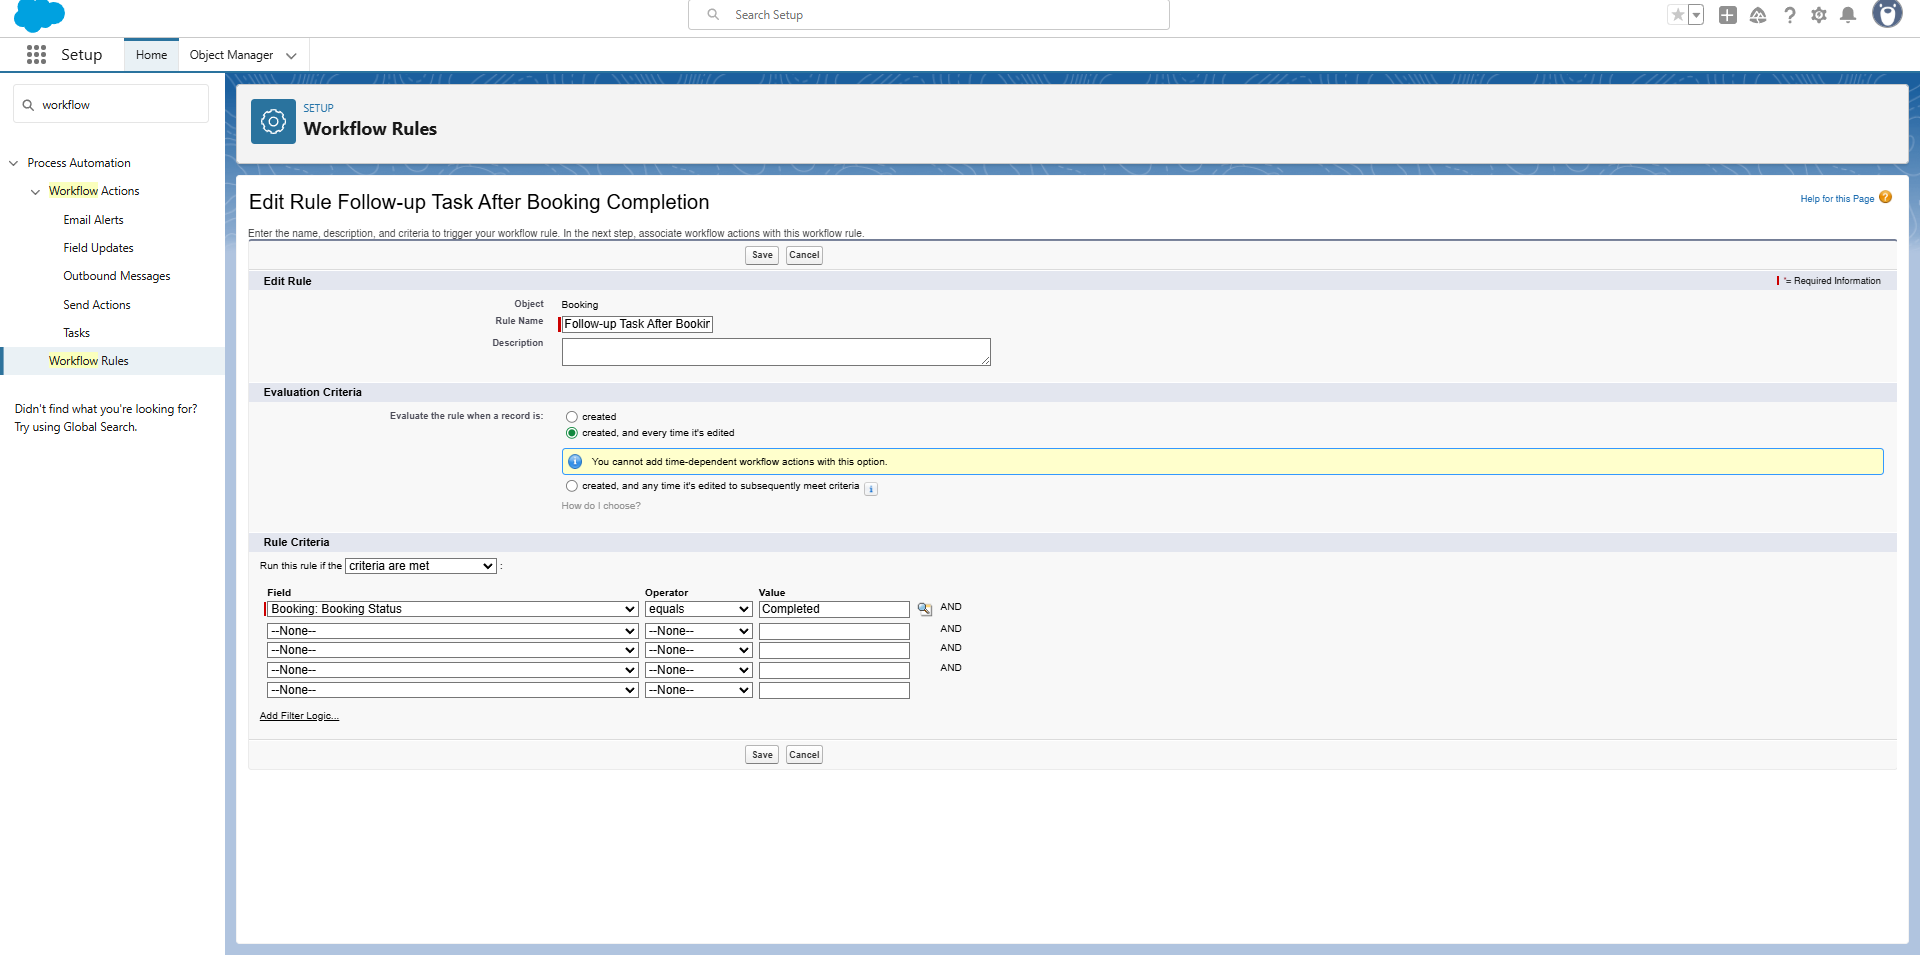 Search Setup
Setup
Home
Object Manager
workflow
Process Automation
Workflow Actions
Email Alerts
Field Updates
Outbound Messages
Send Actions
Tasks
Workflow Rules
Didn't find what you're looking for?
Try using Global Search.
SETUP
Workflow Rules
Edit Rule Follow-up Task After Booking Completion
Help for this Page
Enter the name, description, and criteria to trigger your workflow rule. In the next step, associate workflow actions with this workflow rule.
Save Cancel
Edit Rule
= Required Information
Object Booking
Rule Name Follow-up Task After Bookir
Description
Evaluation Criteria
Evaluate the rule when a record is: created
created, and every time it's edited
You cannot add time-dependent workflow actions with this option.
created, and any time it's edited to subsequently meet criteria
How do I choose?
Rule Criteria
Run this rule if the criteria are met :
Field Operator Value
Booking: Booking Status equals Completed AND
--None-- --None-- AND
--None-- --None-- AND
--None-- --None-- AND
--None-- --None--
Add Filter Logic...
Save Cancel